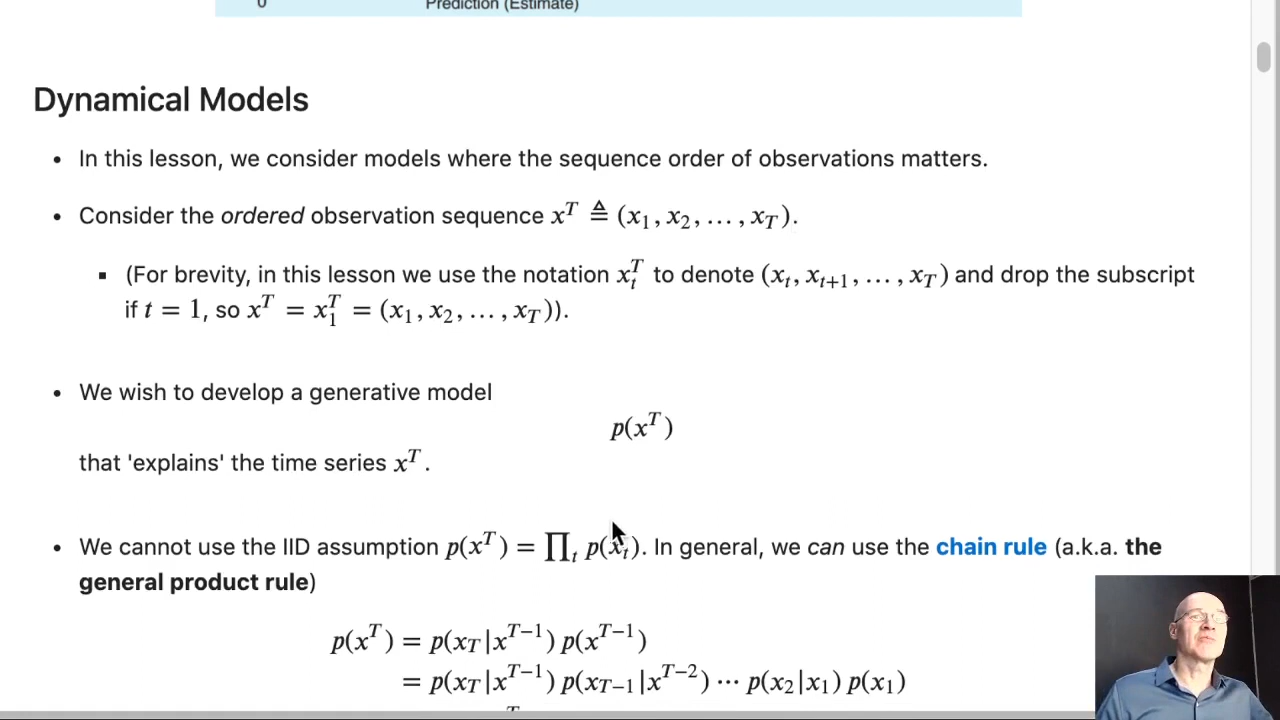 0 Prediction (Estimate)
Dynamical Models
• In this lesson, we consider models where the sequence order of observations matters.
• Consider the ordered observation sequence x^T ≜ (x_1, x_2, …, x_T).
▪ (For brevity, in this lesson we use the notation x_t^T to denote (x_t, x_{t+1}, …, x_T) and drop the subscript
if t = 1, so x^T = x_1^T = (x_1, x_2, …, x_T)).
• We wish to develop a generative model
p(x^T)
that 'explains' the time series x^T.
• We cannot use the IID assumption p(x^T) = ∏_t p(x_t). In general, we can use the chain rule (a.k.a. the
general product rule)
p(x^T) = p(x_T|x^{T−1}) p(x^{T−1})
= p(x_T|x^{T−1}) p(x_{T−1}|x^{T−2}) ⋯ p(x_2|x_1) p(x_1)
T